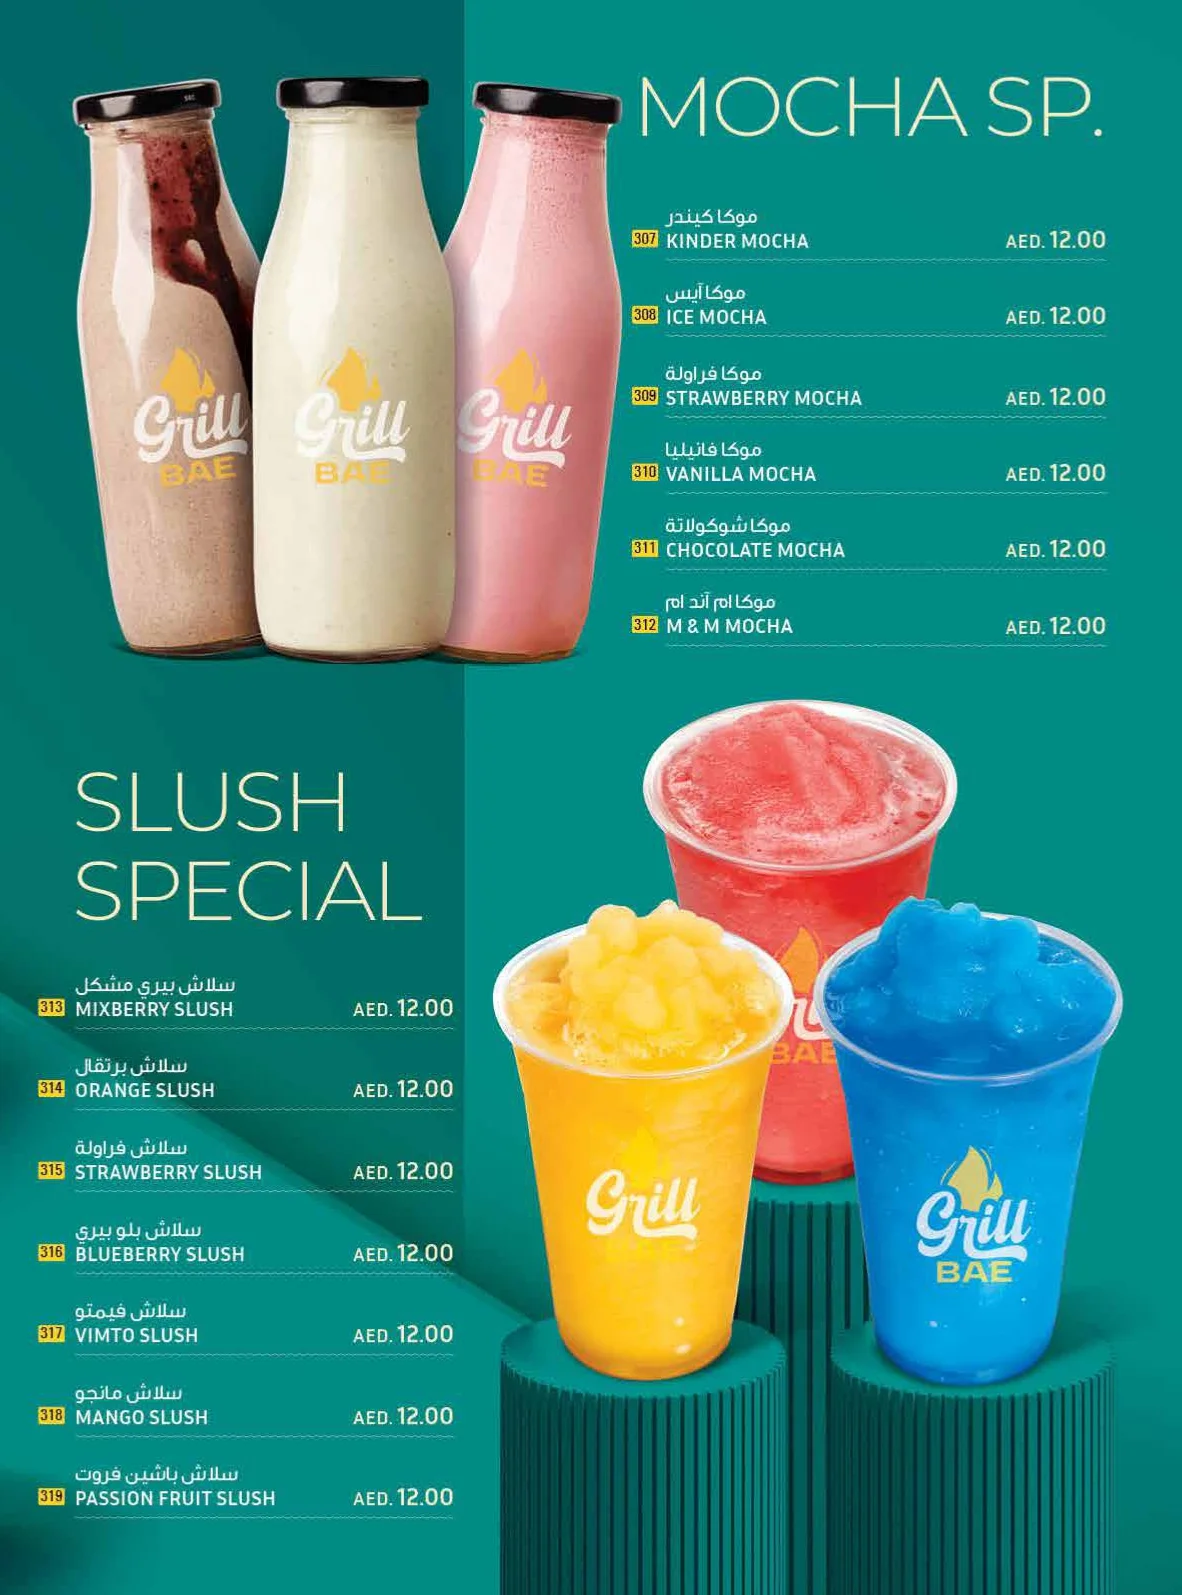 MOCHA SP.
موكا كيندر
307 KINDER MOCHA AED. 12.00
موكا آيس
308 ICE MOCHA AED. 12.00
موكا فراولة
309 STRAWBERRY MOCHA AED. 12.00
موكا فانيليا
310 VANILLA MOCHA AED. 12.00
موكا شوكولاتة
311 CHOCOLATE MOCHA AED. 12.00
موكا ام آند ام
312 M & M MOCHA AED. 12.00
Grill
BAE
Grill
BAE
Grill
BAE
SLUSH
SPECIAL
سلاش بيري مشكل
313 MIXBERRY SLUSH AED. 12.00
سلاش برتقال
314 ORANGE SLUSH AED. 12.00
سلاش فراولة
315 STRAWBERRY SLUSH AED. 12.00
سلاش بلو بيري
316 BLUEBERRY SLUSH AED. 12.00
سلاش فيمتو
317 VIMTO SLUSH AED. 12.00
سلاش مانجو
318 MANGO SLUSH AED. 12.00
سلاش باشين فروت
319 PASSION FRUIT SLUSH AED. 12.00
BAE
Grill
Grill
BAE